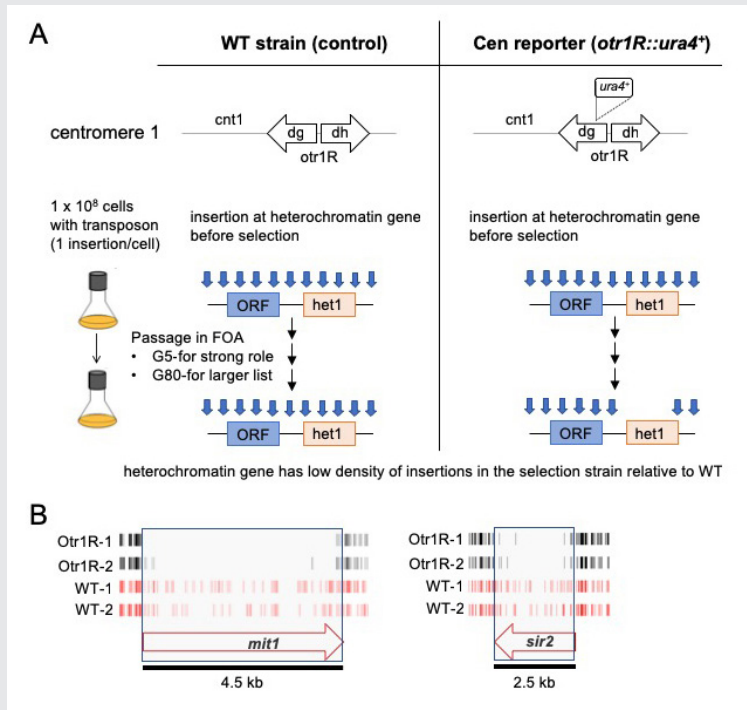 A
WT strain (control)
Cen reporter (otr1R::ura4⁺)
centromere 1
cnt1
dg
dh
otr1R
ura4⁺
cnt1
dg
dh
otr1R
1 x 10⁸ cells
with transposon
(1 insertion/cell)
insertion at heterochromatin gene
before selection
insertion at heterochromatin gene
before selection
ORF
het1
ORF
het1
Passage in FOA
• G5-for strong role
• G80-for larger list
ORF
het1
ORF
het1
heterochromatin gene has low density of insertions in the selection strain relative to WT
B
Otr1R-1
Otr1R-2
WT-1
WT-2
mit1
4.5 kb
Otr1R-1
Otr1R-2
WT-1
WT-2
sir2
2.5 kb